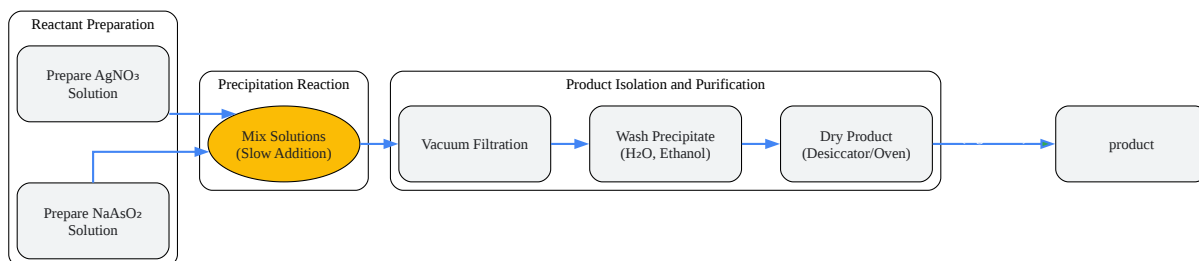 Reactant Preparation
Prepare AgNO₃
Solution
Prepare NaAsO₂
Solution
Precipitation Reaction
Mix Solutions
(Slow Addition)
Product Isolation and Purification
Vacuum Filtration
Wash Precipitate
(H₂O, Ethanol)
Dry Product
(Desiccator/Oven)
product